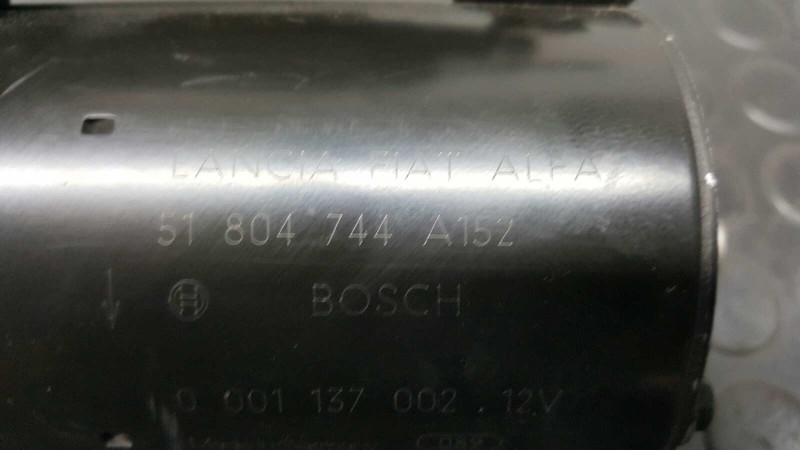 LANCIA FIAT ALFA
51 804 744 A152
BOSCH
0 001 137 002 . 12V